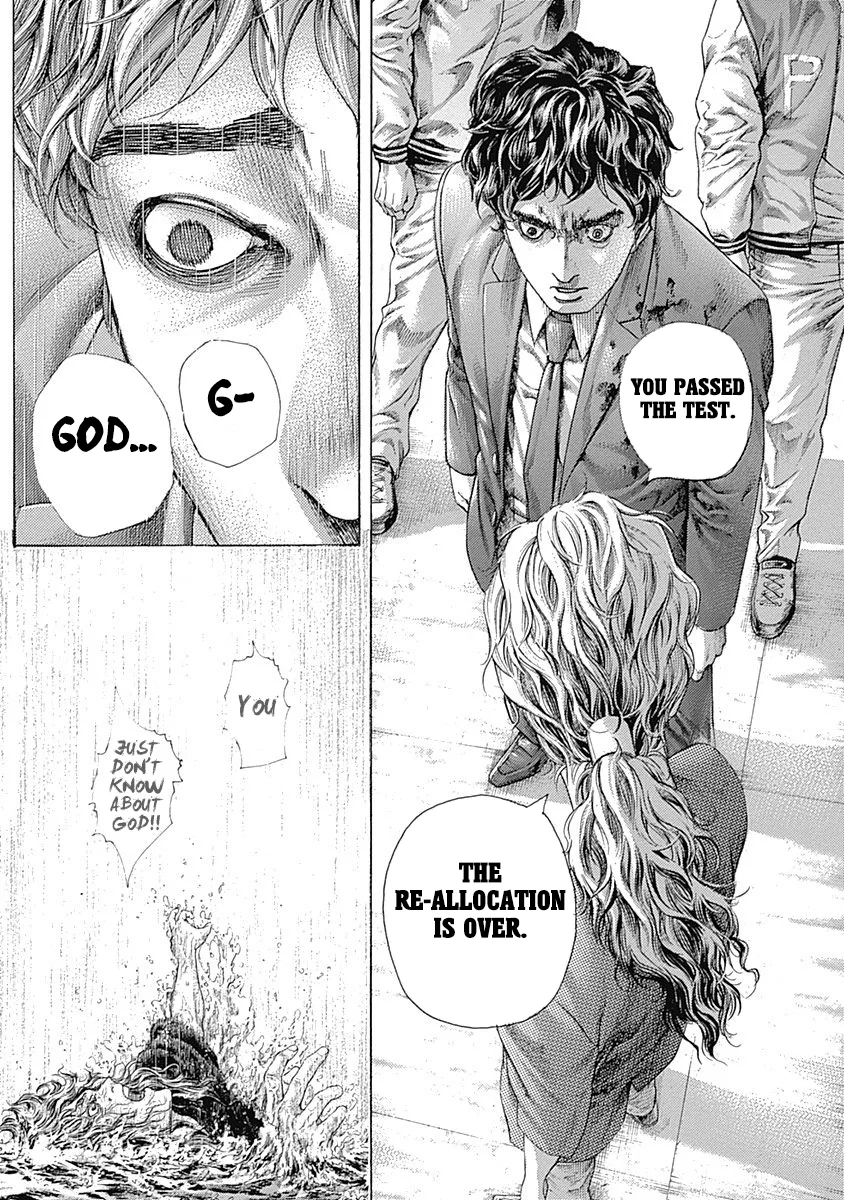 YOU PASSED
THE TEST.
THE
RE-ALLOCATION
IS OVER.
G-
GOD...
YOU
JUST
DON'T
KNOW
ABOUT
GOD!!
P